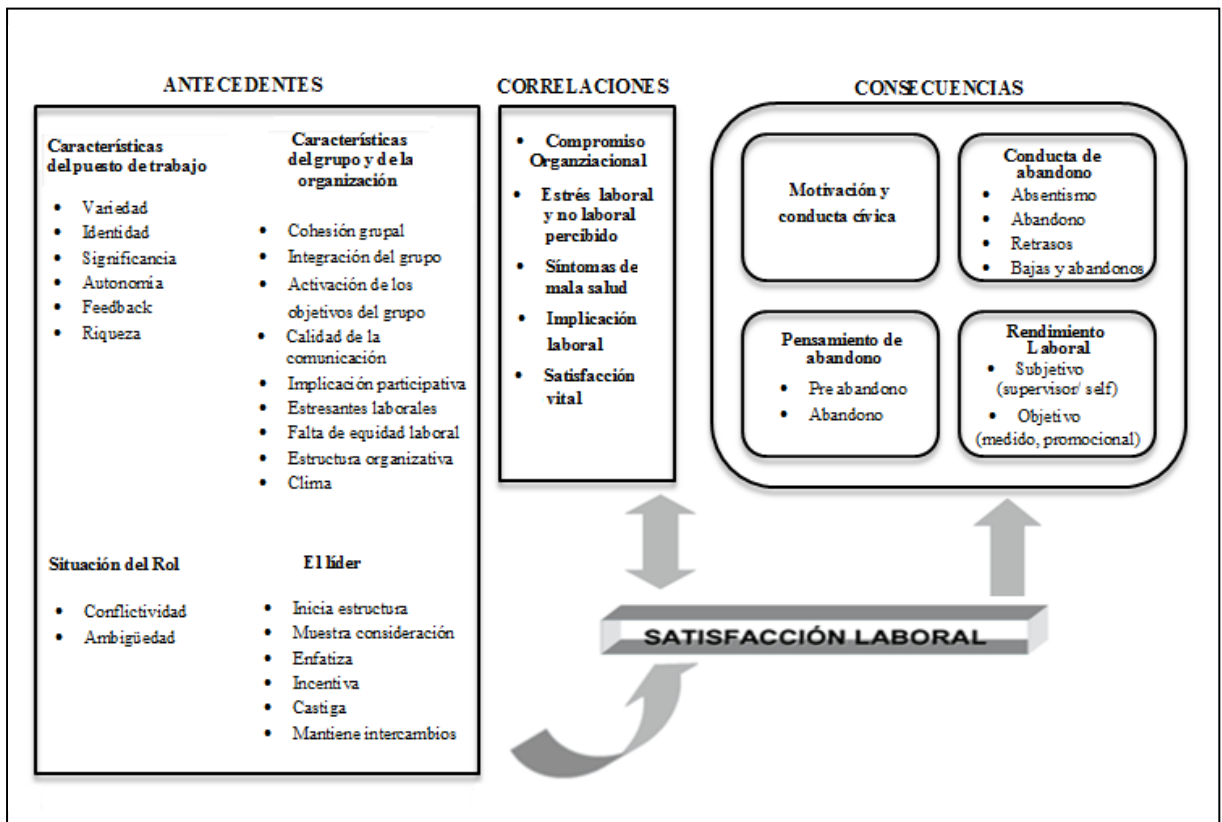 ANTECEDENTES
Características
del puesto de trabajo
• Variedad
• Identidad
• Significancia
• Autonomía
• Feedback
• Riqueza
Características
del grupo y de la
organización
• Cohesión grupal
• Integración del grupo
• Activación de los
objetivos del grupo
• Calidad de la
comunicación
• Implicación participativa
• Estresantes laborales
• Falta de equidad laboral
• Estructura organizativa
• Clima
Situación del Rol
• Conflictividad
• Ambigüedad
El líder
• Inicia estructura
• Muestra consideración
• Enfatiza
• Incentiva
• Castiga
• Mantiene intercambios
CORRELACIONES
• Compromiso
Organziacional
• Estrés laboral
y no laboral
percibido
• Síntomas de
mala salud
• Implicación
laboral
• Satisfacción
vital
CONSECUENCIAS
Motivación y
conducta cívica
Conducta de
abandono
• Absentismo
• Abandono
• Retrasos
• Bajas y abandonos
Pensamiento de
abandono
• Pre abandono
• Abandono
Rendimiento
Laboral
• Subjetivo
(supervisor/ self)
• Objetivo
(medido, promocional)
SATISFACCIÓN LABORAL